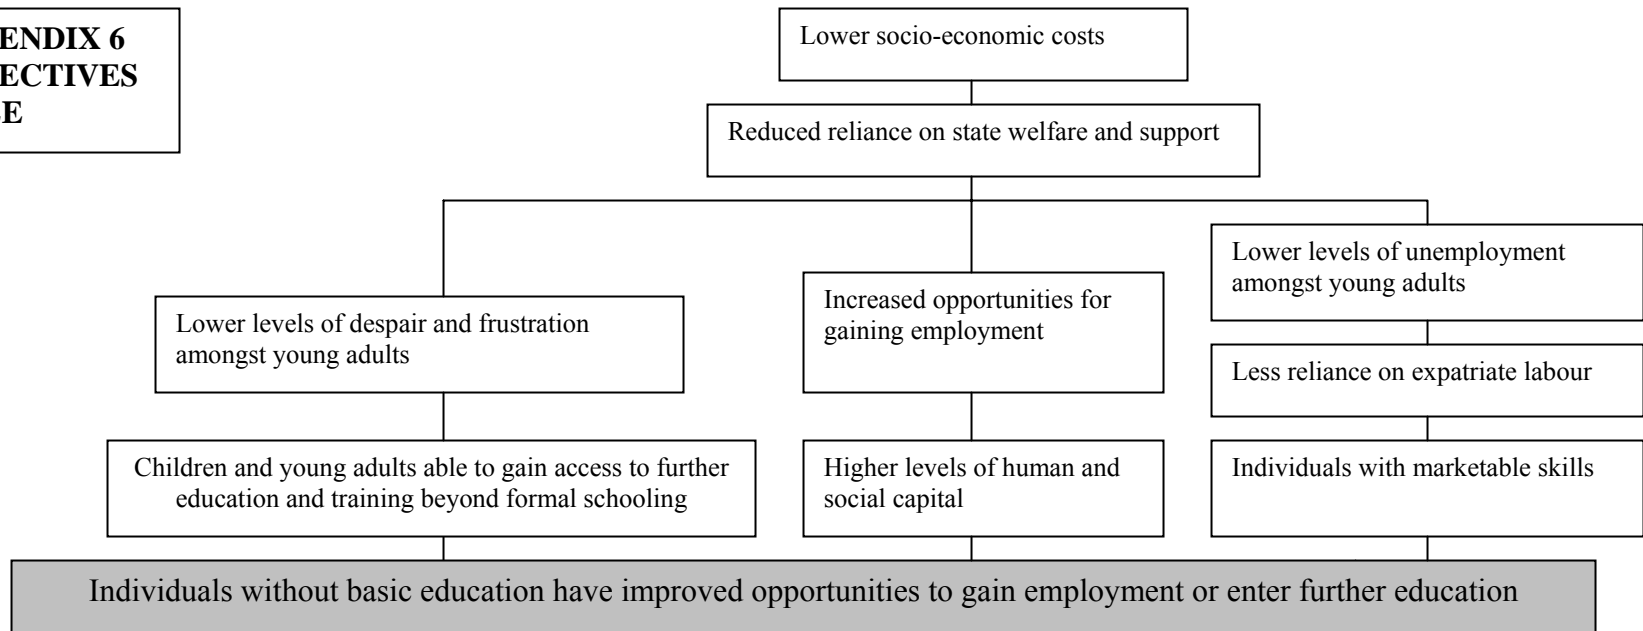 ENDIX 6
ECTIVES
E
Lower socio-economic costs
Reduced reliance on state welfare and support
Lower levels of despair and frustration
amongst young adults
Increased opportunities for
gaining employment
Lower levels of unemployment
amongst young adults
Less reliance on expatriate labour
Children and young adults able to gain access to further
education and training beyond formal schooling
Higher levels of human and
social capital
Individuals with marketable skills
Individuals without basic education have improved opportunities to gain employment or enter further education